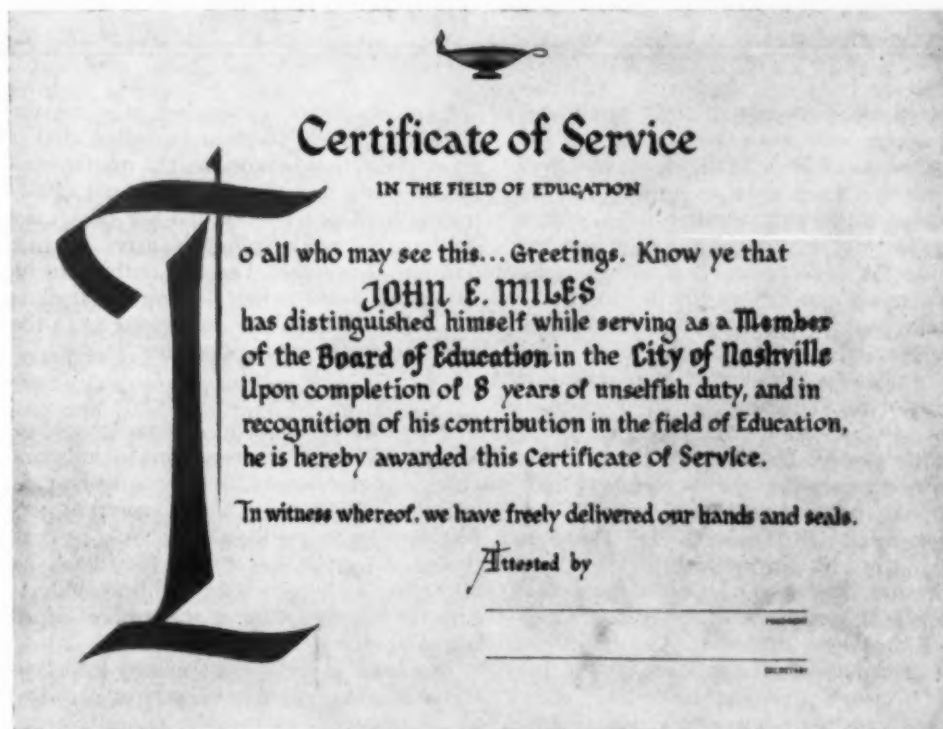 Certificate of Service
IN THE FIELD OF EDUCATION
To all who may see this... Greetings. Know ye that
JOHN E. MILES
has distinguished himself while serving as a Member
of the Board of Education in the City of Nashville
Upon completion of 8 years of unselfish duty, and in
recognition of his contribution in the field of Education,
he is hereby awarded this Certificate of Service.
In witness whereof, we have freely delivered our hands and seals.
Attested by
PRESIDENT
SECRETARY